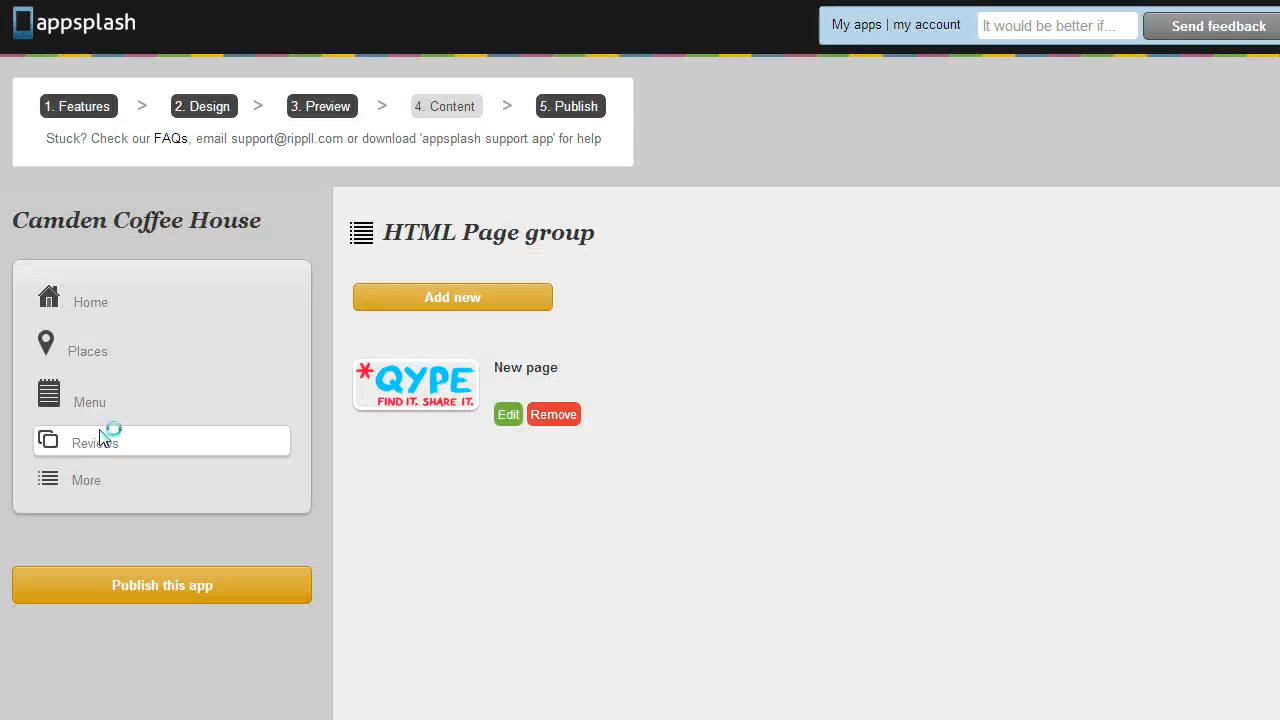 appsplash
My apps | my account
It would be better if...
Send feedback
1. Features > 2. Design > 3. Preview > 4. Content > 5. Publish
Stuck? Check our FAQs, email support@rippll.com or download 'appsplash support app' for help
Camden Coffee House
Home
Places
Menu
Reviews
More
Publish this app
HTML Page group
Add new
*QYPE
FIND IT. SHARE IT.
New page
Edit Remove